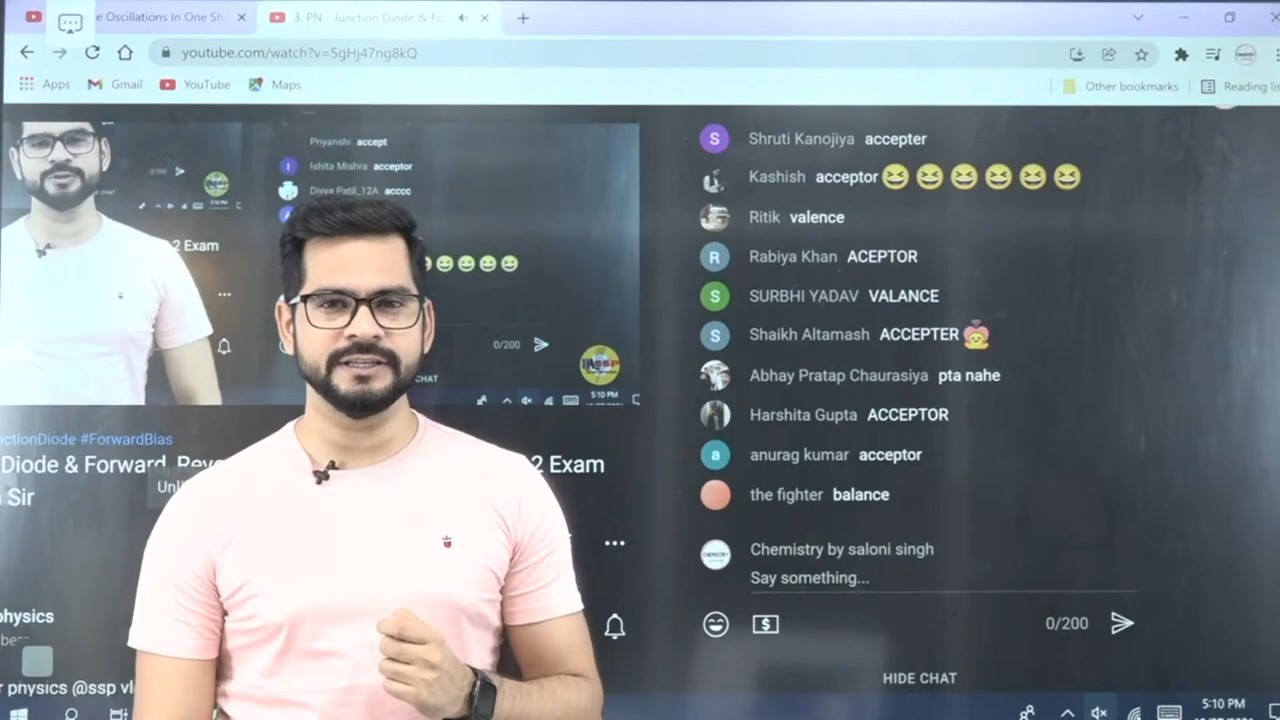 e Oscillations In One Sh
3. PN - Junction Diode & Fo
youtube.com/watch?v=5gHj47ng8kQ
Apps
Gmail
YouTube
Maps
Other bookmarks
Reading lis
Priyanshi accept
Ishita Mishra acceptor
Divya Patil_12A acccc
2 Exam
0/200
CHAT
5:10 PM
nctionDiode #ForwardBias
Diode & Forward, Reve
2 Exam
Sir
physics
r physics @ssp vl
S Shruti Kanojiya accepter
Kashish acceptor
Ritik valence
R Rabiya Khan ACEPTOR
S SURBHI YADAV VALANCE
S Shaikh Altamash ACCEPTER
Abhay Pratap Chaurasiya pta nahe
Harshita Gupta ACCEPTOR
a anurag kumar acceptor
the fighter balance
Chemistry by saloni singh
Say something...
0/200
HIDE CHAT
5:10 PM